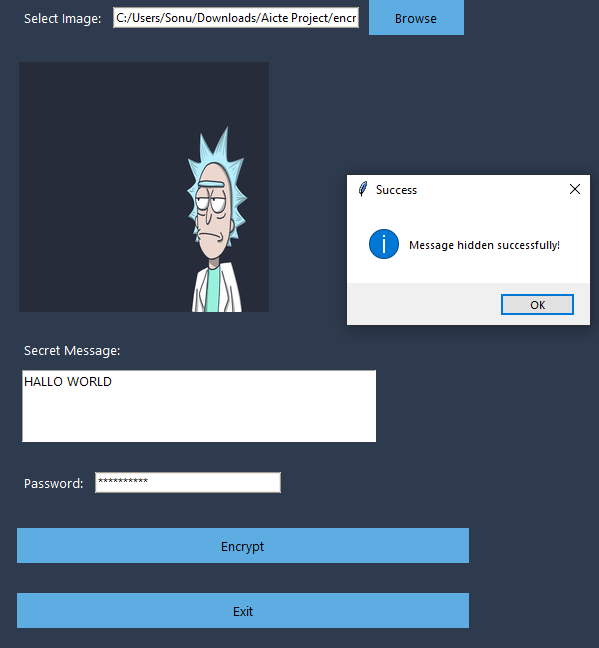 Select Image: C:/Users/Sonu/Downloads/Aicte Project/encr Browse
Success
Message hidden successfully!
OK
Secret Message:
HALLO WORLD
Password: **********
Encrypt
Exit